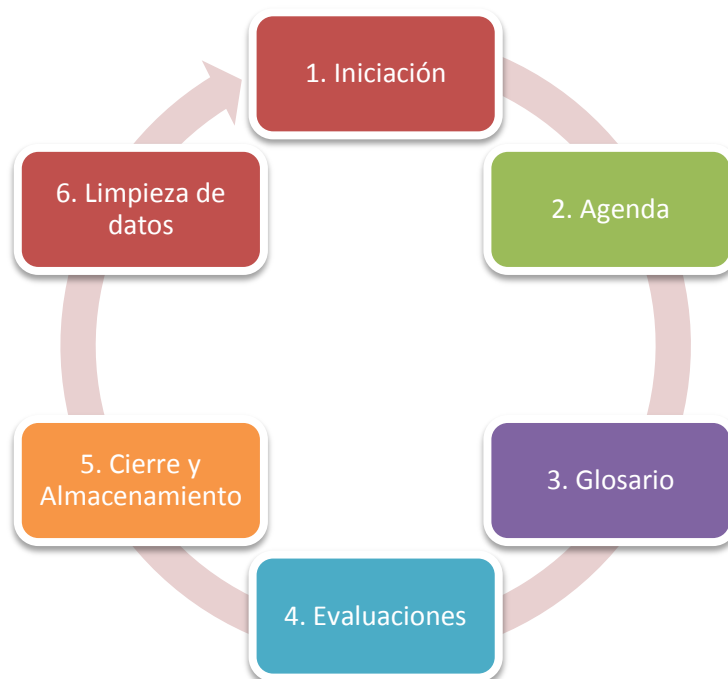 1. Iniciación
2. Agenda
3. Glosario
4. Evaluaciones
5. Cierre y
Almacenamiento
6. Limpieza de
datos